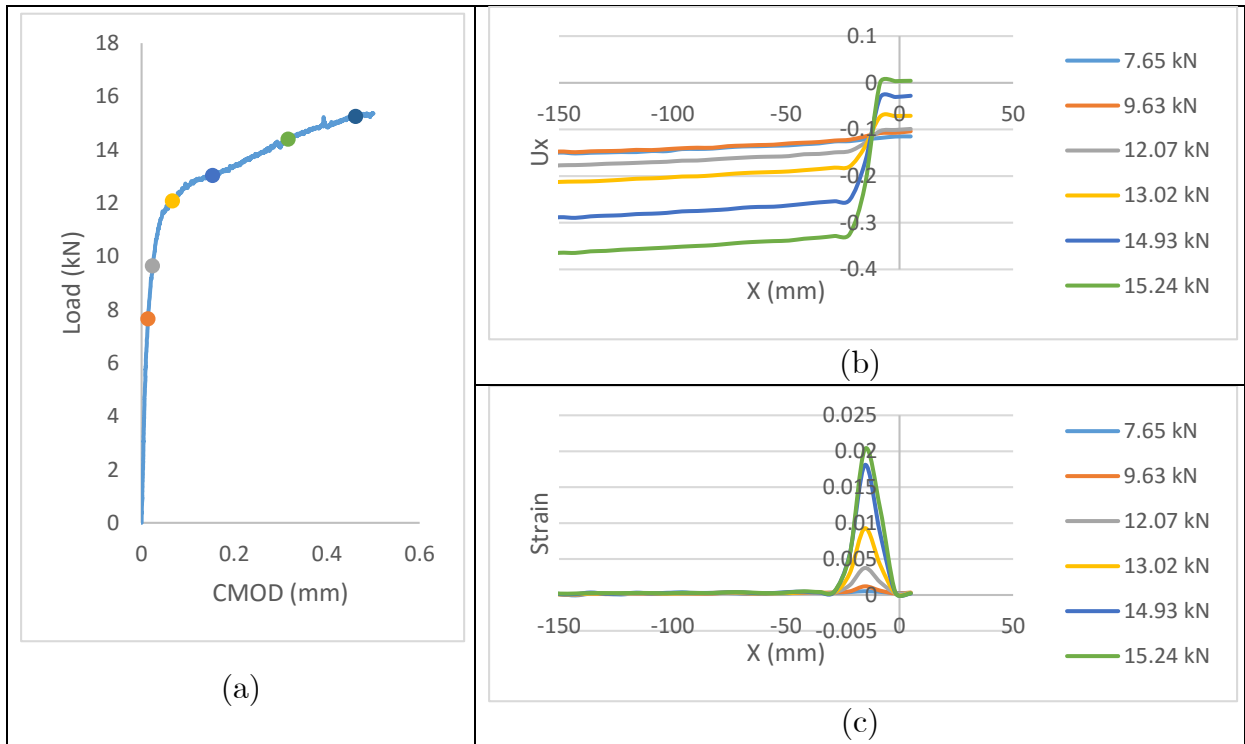 18
16
14
12
10
8
6
4
2
0
0 0.2 0.4 0.6
Load (kN)
CMOD (mm)
(a)
0.1
0
-0.1
-0.2
-0.3
-0.4
-150 -100 -50 0 50
Ux
X (mm)
7.65 kN
9.63 kN
12.07 kN
13.02 kN
14.93 kN
15.24 kN
(b)
0.025
0.02
0.015
0.01
0.005
0
-0.005
-150 -100 -50 0 50
Strain
X (mm)
7.65 kN
9.63 kN
12.07 kN
13.02 kN
14.93 kN
15.24 kN
(c)